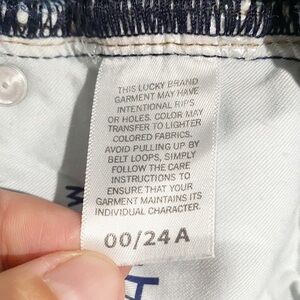 THIS LUCKY BRAND
GARMENT MAY HAVE
INTENTIONAL RIPS
OR HOLES. COLOR MAY
TRANSFER TO LIGHTER
COLORED FABRICS.
AVOID PULLING UP BY
BELT LOOPS, SIMPLY
FOLLOW THE CARE
INSTRUCTIONS TO
ENSURE THAT YOUR
GARMENT MAINTAINS ITS
INDIVIDUAL CHARACTER.
00/24 A